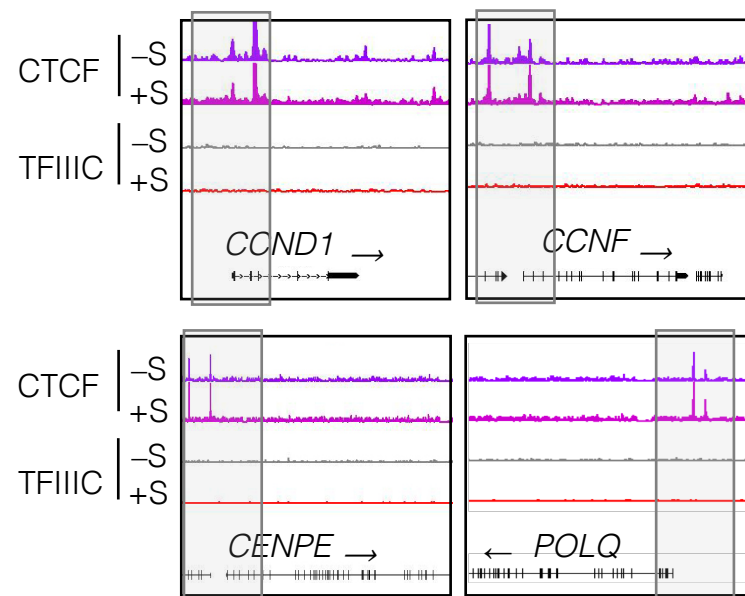 CTCF
–S
+S
TFIIIC
–S
+S
CCND1 →
CCNF →
CTCF
–S
+S
TFIIIC
–S
+S
CENPE →
← POLQ